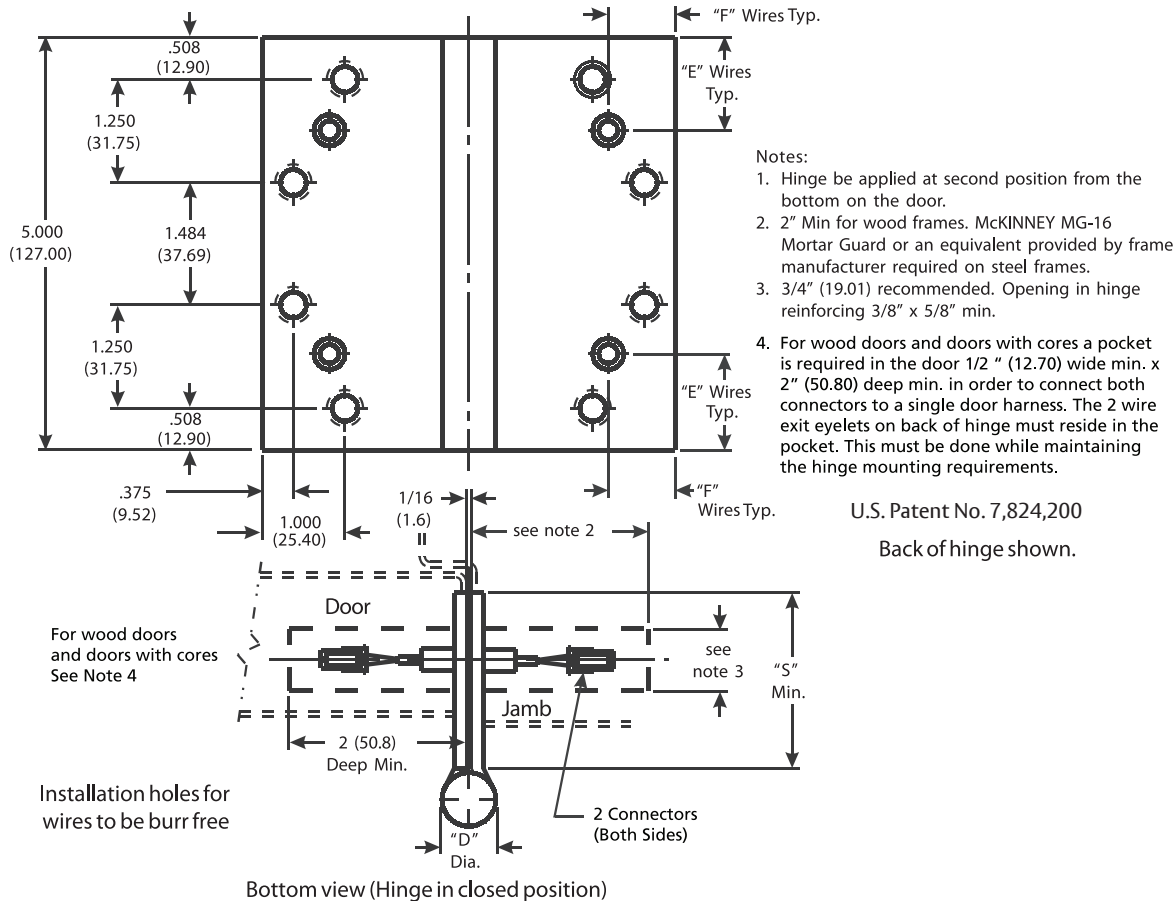 "F" Wires Typ.
.508
(12.90)
"E" Wires
Typ.
1.250
(31.75)
5.000
(127.00)
1.484
(37.69)
1.250
(31.75)
"E" Wires
Typ.
.508
(12.90)
.375
(9.52)
1.000
(25.40)
1/16
(1.6)
"F"
Wires Typ.
Notes:
1. Hinge be applied at second position from the
bottom on the door.
2. 2" Min for wood frames. McKINNEY MG-16
Mortar Guard or an equivalent provided by frame
manufacturer required on steel frames.
3. 3/4" (19.01) recommended. Opening in hinge
reinforcing 3/8" x 5/8" min.
4. For wood doors and doors with cores a pocket
is required in the door 1/2 " (12.70) wide min. x
2" (50.80) deep min. in order to connect both
connectors to a single door harness. The 2 wire
exit eyelets on back of hinge must reside in the
pocket. This must be done while maintaining
the hinge mounting requirements.
U.S. Patent No. 7,824,200
Back of hinge shown.
see note 2
Door
For wood doors
and doors with cores
See Note 4
see
note 3
"S"
Min.
Jamb
2 (50.8)
Deep Min.
Installation holes for
wires to be burr free
2 Connectors
(Both Sides)
"D"
Dia.
Bottom view (Hinge in closed position)